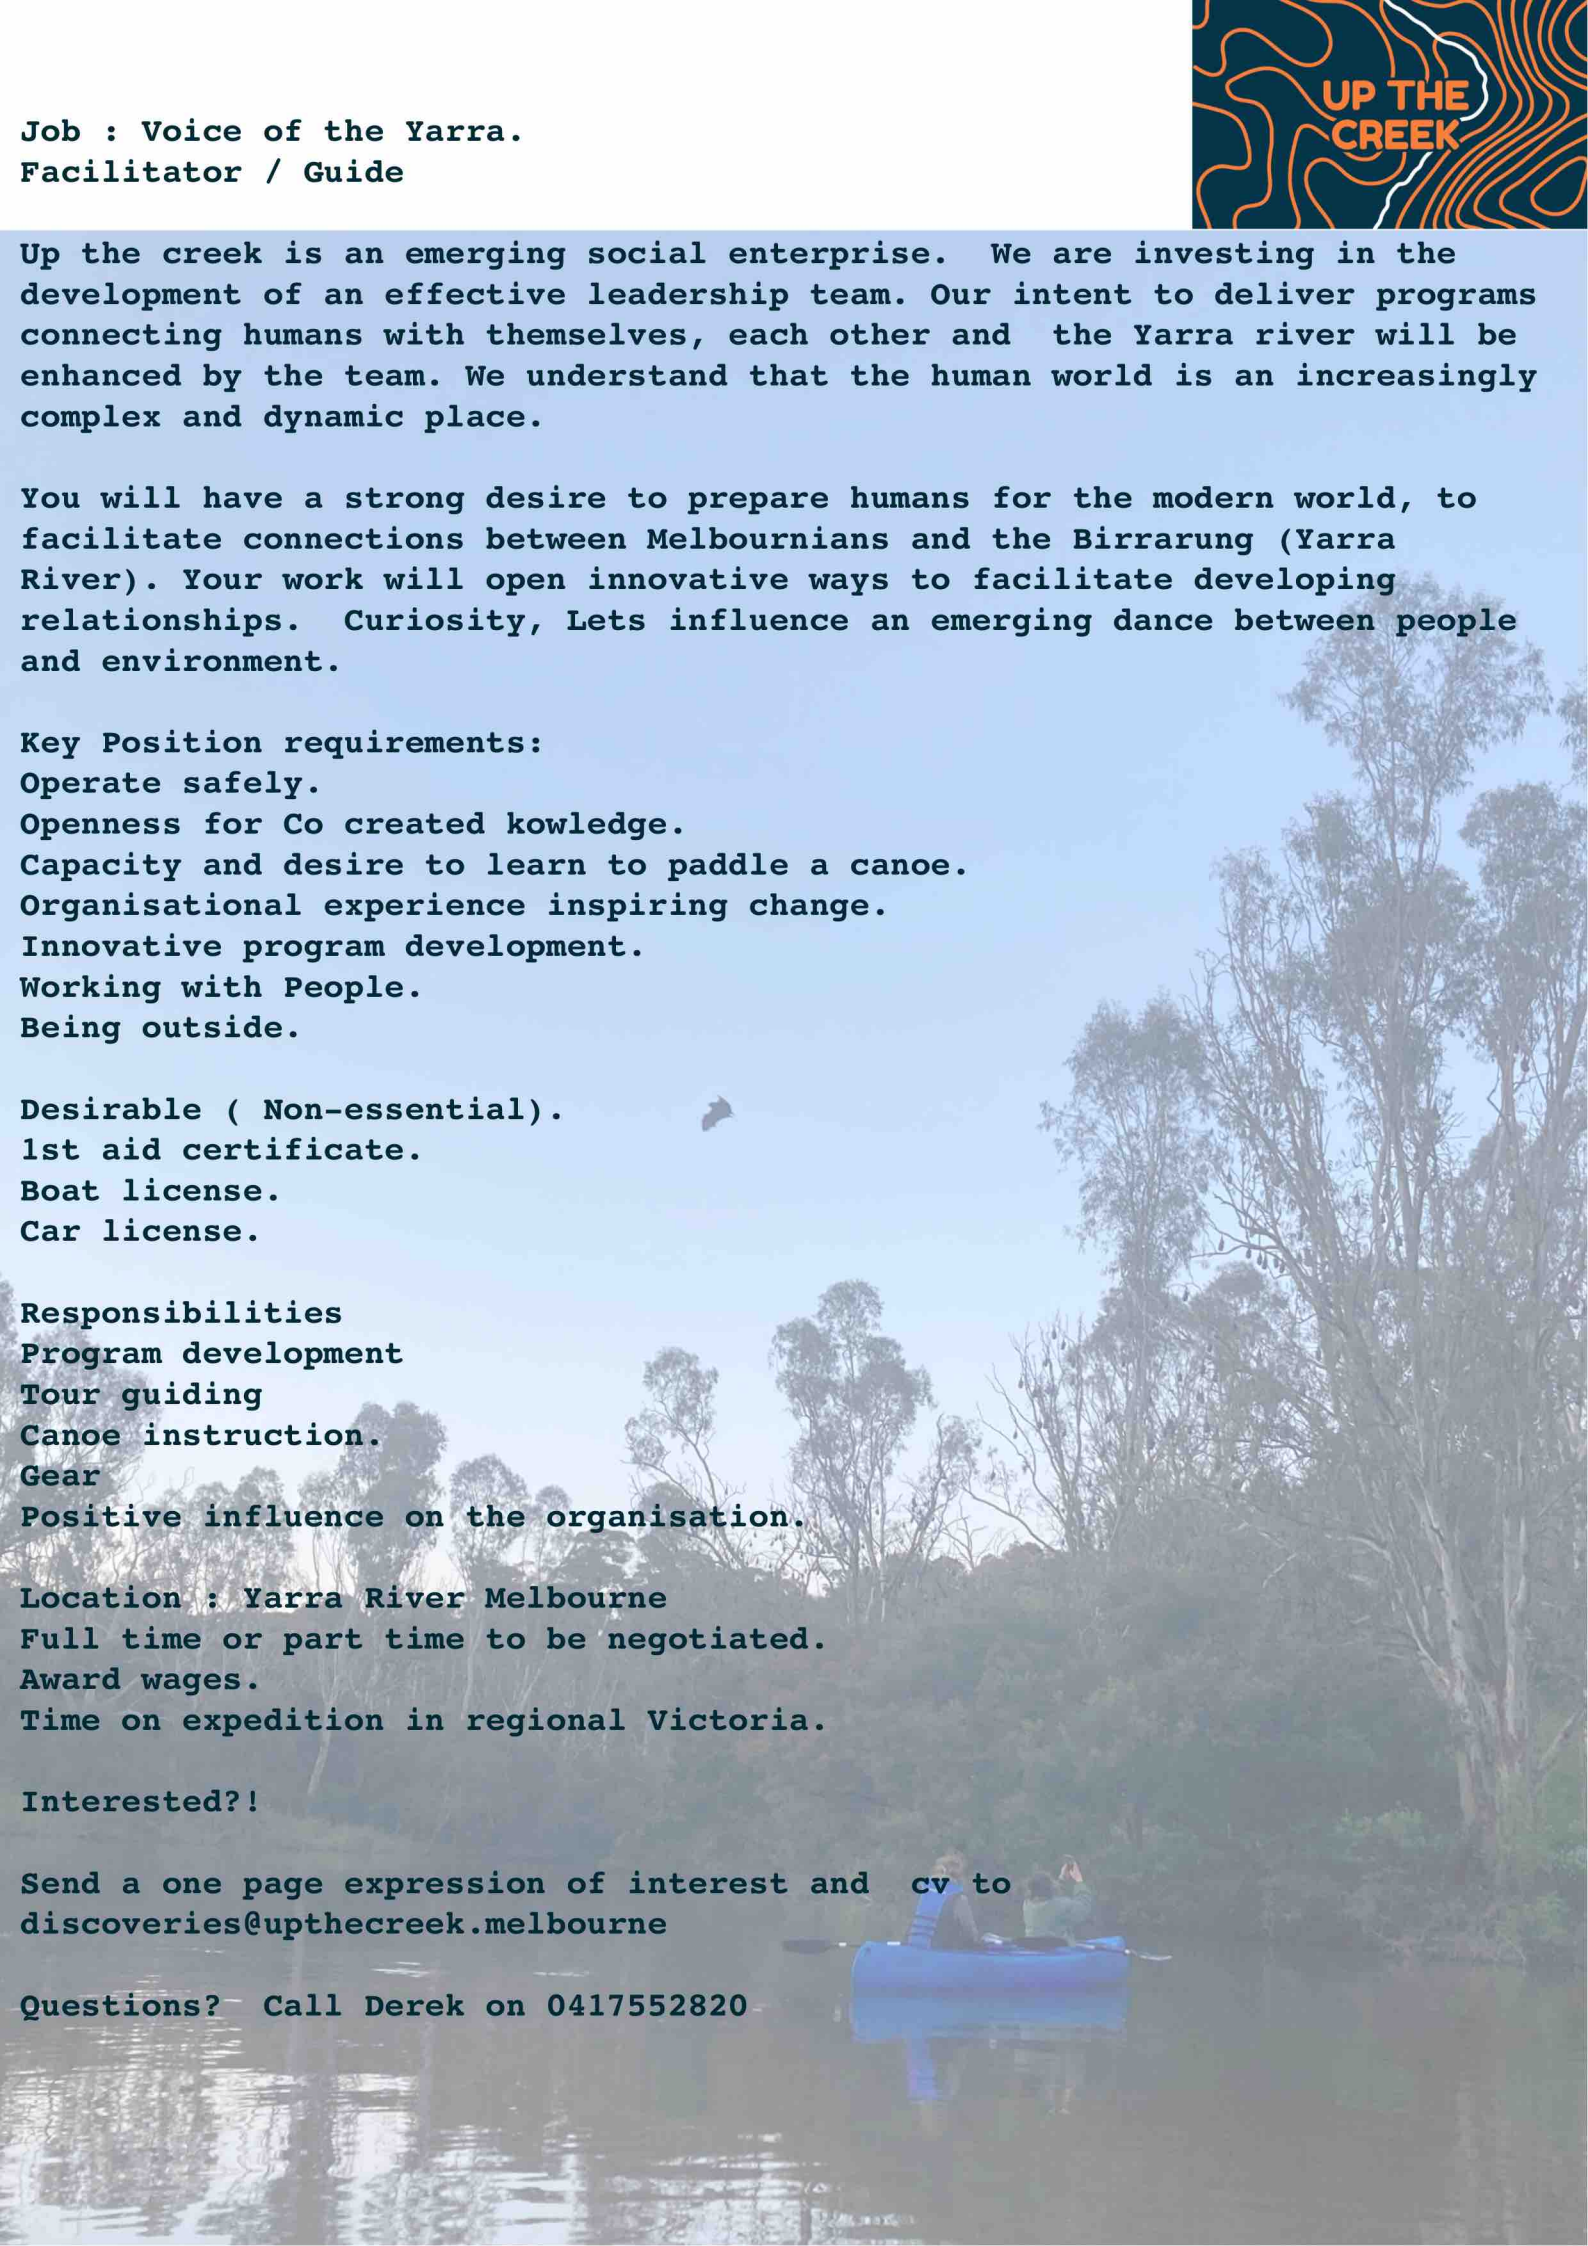 UP THE
CREEK
Job : Voice of the Yarra.
Facilitator / Guide
Up the creek is an emerging social enterprise.  We are investing in the
development of an effective leadership team. Our intent to deliver programs
connecting humans with themselves, each other and  the Yarra river will be
enhanced by the team. We understand that the human world is an increasingly
complex and dynamic place.
You will have a strong desire to prepare humans for the modern world, to
facilitate connections between Melbournians and the Birrarung (Yarra
River). Your work will open innovative ways to facilitate developing
relationships.  Curiosity, Lets influence an emerging dance between people
and environment.
Key Position requirements:
Operate safely.
Openness for Co created kowledge.
Capacity and desire to learn to paddle a canoe.
Organisational experience inspiring change.
Innovative program development.
Working with People.
Being outside.
Desirable ( Non-essential).
1st aid certificate.
Boat license.
Car license.
Responsibilities
Program development
Tour guiding
Canoe instruction.
Gear
Positive influence on the organisation.
Location : Yarra River Melbourne
Full time or part time to be negotiated.
Award wages.
Time on expedition in regional Victoria.
Interested?!
Send a one page expression of interest and  cv to
discoveries@upthecreek.melbourne
Questions?  Call Derek on 0417552820